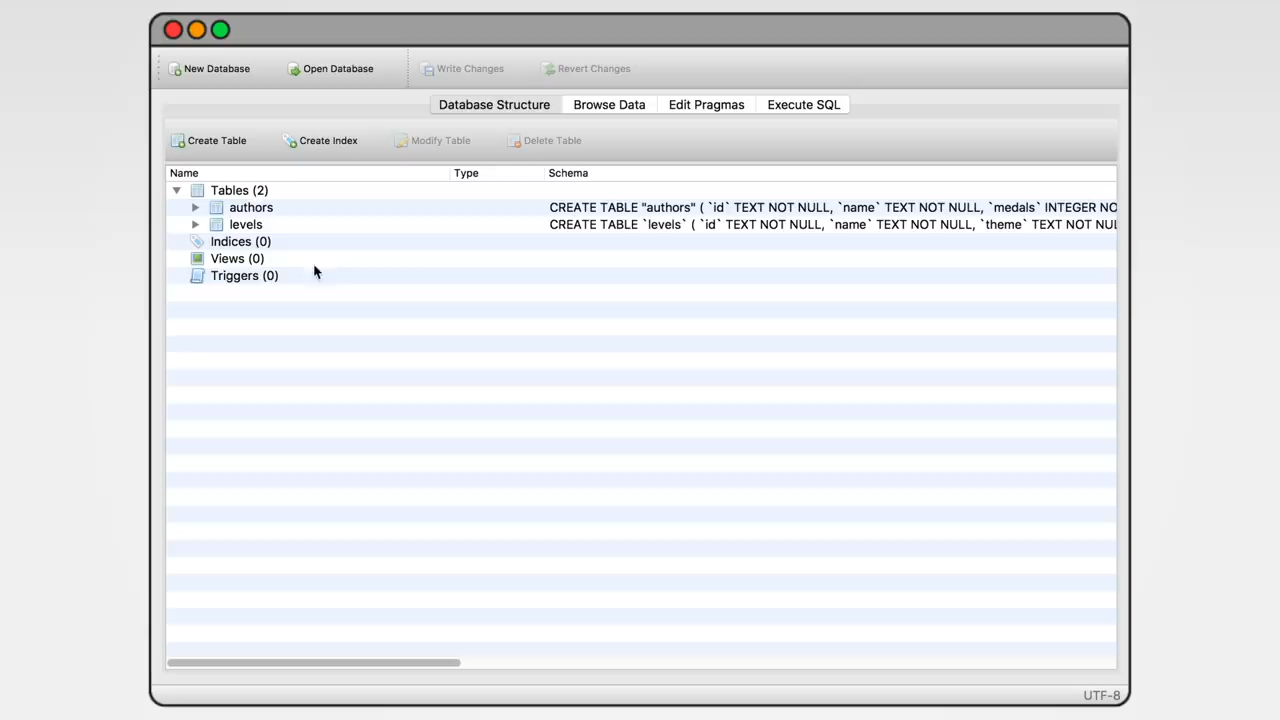 New Database Open Database Write Changes Revert Changes
Database Structure Browse Data Edit Pragmas Execute SQL
Create Table Create Index Modify Table Delete Table
Name Type Schema
Tables (2)
authors CREATE TABLE "authors" ( `id` TEXT NOT NULL, `name` TEXT NOT NULL, `medals` INTEGER NO
levels CREATE TABLE `levels` ( `id` TEXT NOT NULL, `name` TEXT NOT NULL, `theme` TEXT NOT NUL
Indices (0)
Views (0)
Triggers (0)
UTF-8